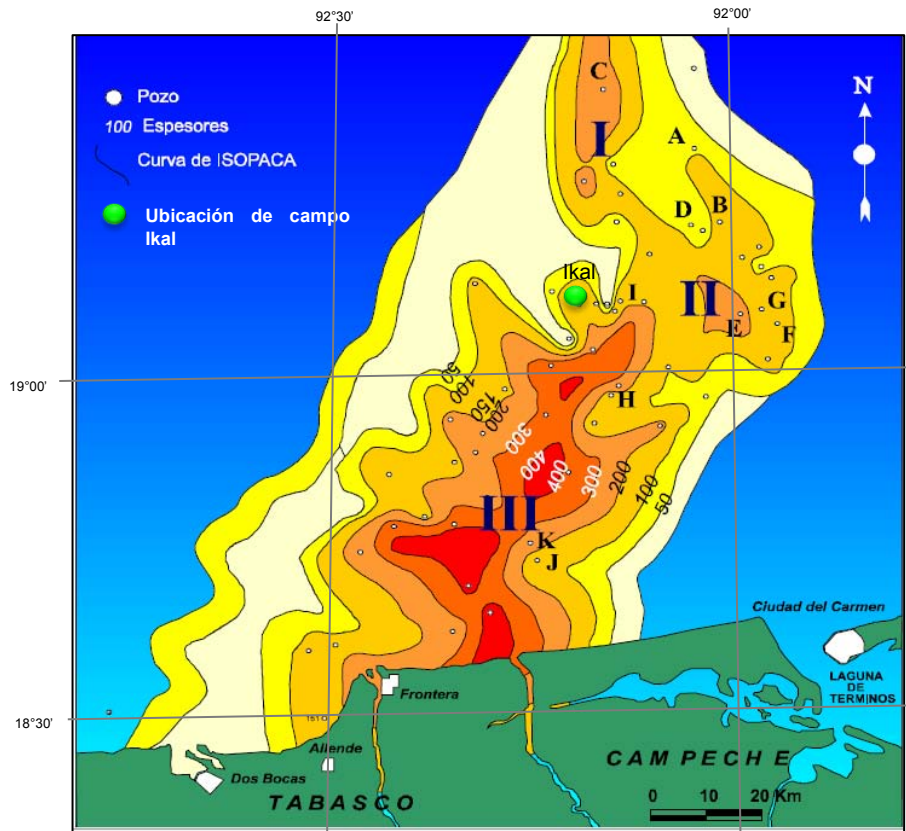 92°30'
92°00'
Pozo
100 Espesores
Curva de ISOPACA
Ubicación de campo
Ikal
N
C
I
A
B
D
Ikal
I
II
G
E
F
19°00'
H
50
100
150
200
300
400
400
300
200
100
50
III
K
J
Ciudad del Carmen
LAGUNA
DE
TERMINOS
Frontera
18°30'
151
Allende
Dos Bocas
CAMPECHE
TABASCO
0 10 20 Km